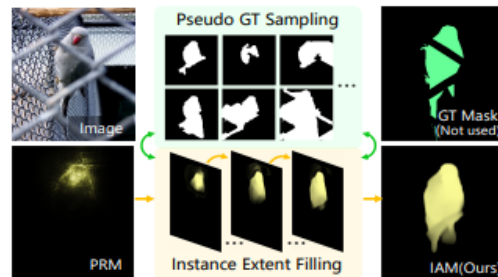 Pseudo GT Sampling
Image
...
GT Mask
(Not used)
PRM
... ...
Instance Extent Filling
IAM(Ours)